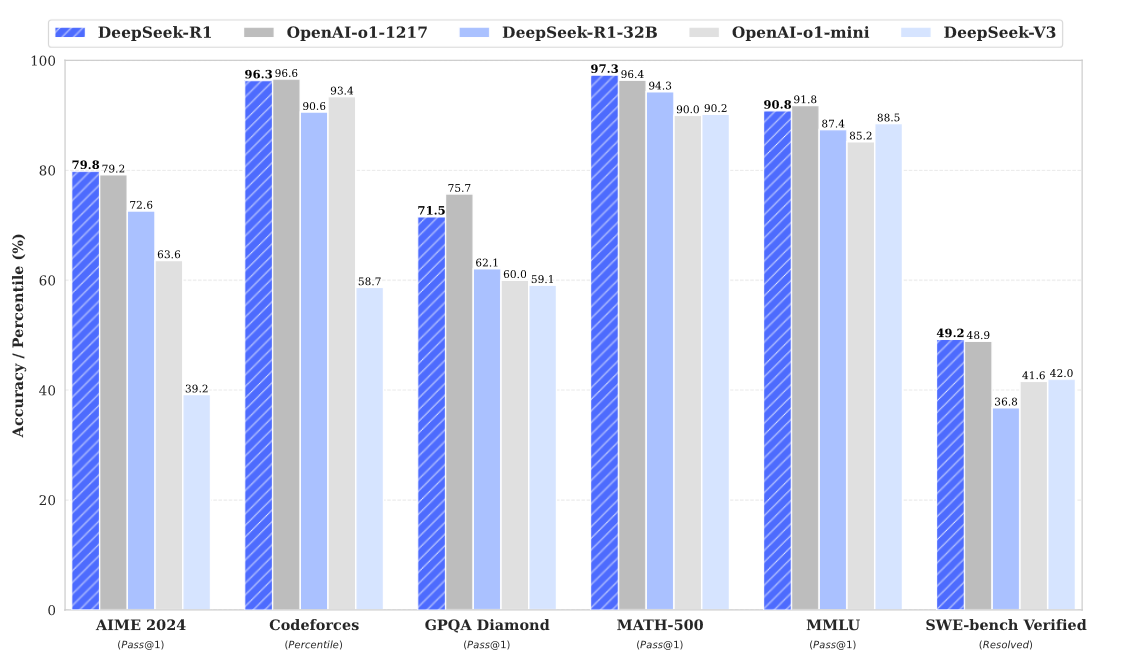 DeepSeek-R1 OpenAI-o1-1217 DeepSeek-R1-32B OpenAI-o1-mini DeepSeek-V3
Accuracy / Percentile (%)
100
80
60
40
20
0
79.8 79.2 72.6 63.6 39.2
96.3 96.6 90.6 93.4 58.7
71.5 75.7 62.1 60.0 59.1
97.3 96.4 94.3 90.0 90.2
90.8 91.8 87.4 85.2 88.5
49.2 48.9 36.8 41.6 42.0
AIME 2024 Codeforces GPQA Diamond MATH-500 MMLU SWE-bench Verified
(Pass@1) (Percentile) (Pass@1) (Pass@1) (Pass@1) (Resolved)